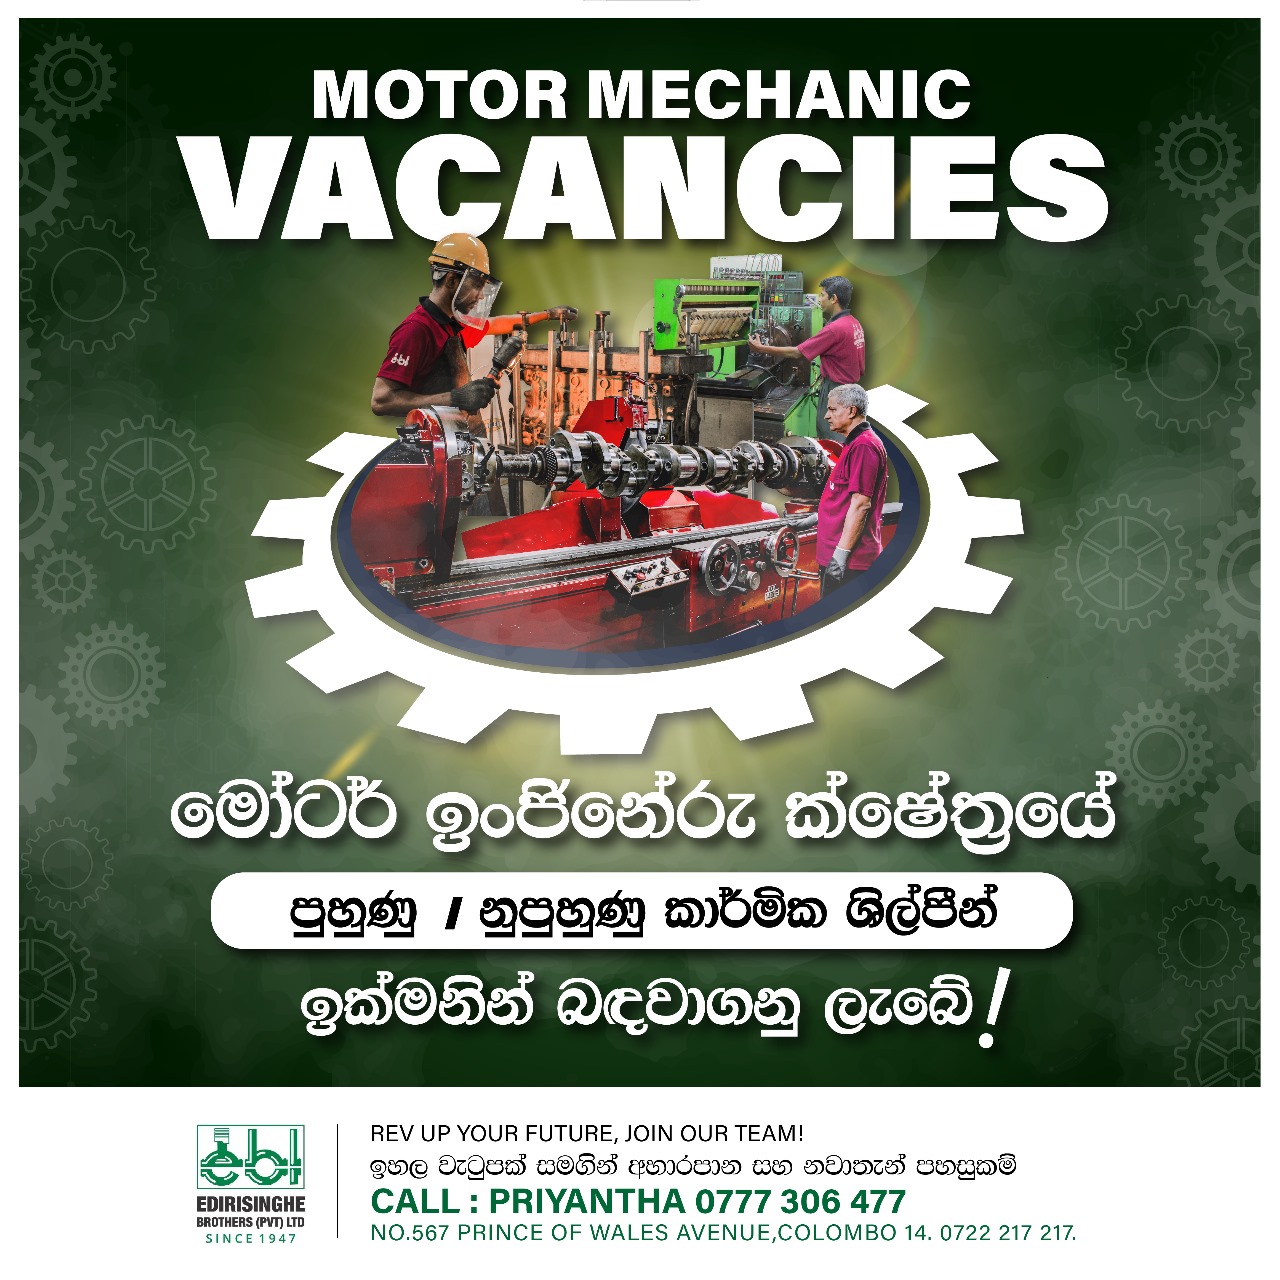 MOTOR MECHANIC
VACANCIES
ebl
මෝටර් ඉංජිනේරු ක්ෂේත්‍රයේ
පුහුණු / නුපුහුණු කාර්මික ශිල්පීන්
ඉක්මනින් බඳවාගනු ලැබේ!
ebl
EDIRISINGHE
BROTHERS (PVT) LTD
SINCE 1947
REV UP YOUR FUTURE, JOIN OUR TEAM!
ඉහල වැටුපක් සමගින් අහාරපාන සහ නවාතැන් පහසුකම්
CALL : PRIYANTHA 0777 306 477
NO.567 PRINCE OF WALES AVENUE,COLOMBO 14. 0722 217 217.